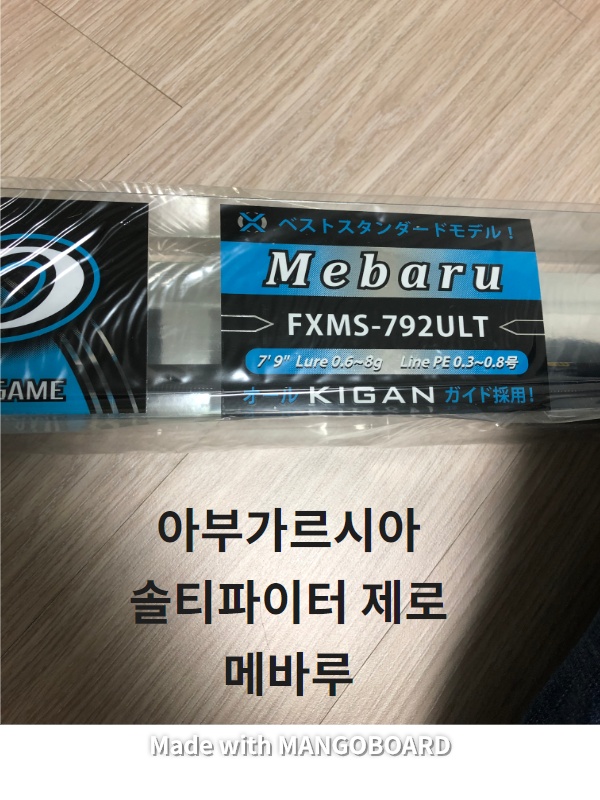 ベストスタンダードモデル!
Mebaru
FXMS-792ULT
7'9" Lure 0.6~8g Line PE 0.3~0.8号
GAME
オール KIGAN ガイド採用!
아부가르시아
솔티파이터 제로
메바루
Made with MANGOBOARD